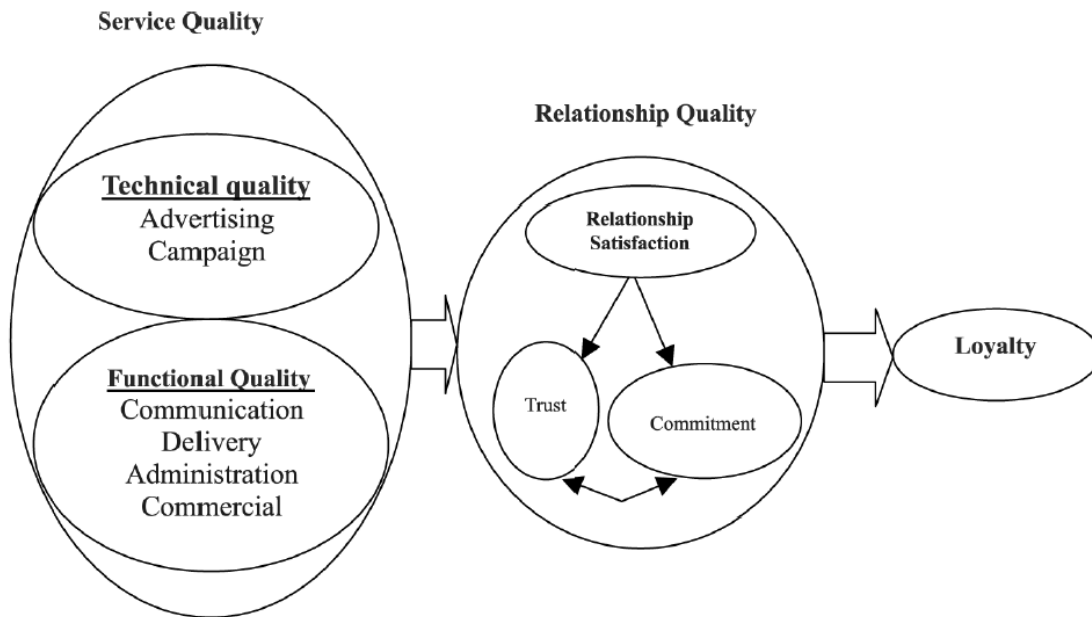 Service Quality
Technical quality
Advertising
Campaign
Functional Quality
Communication
Delivery
Administration
Commercial
Relationship Quality
Relationship
Satisfaction
Trust
Commitment
Loyalty